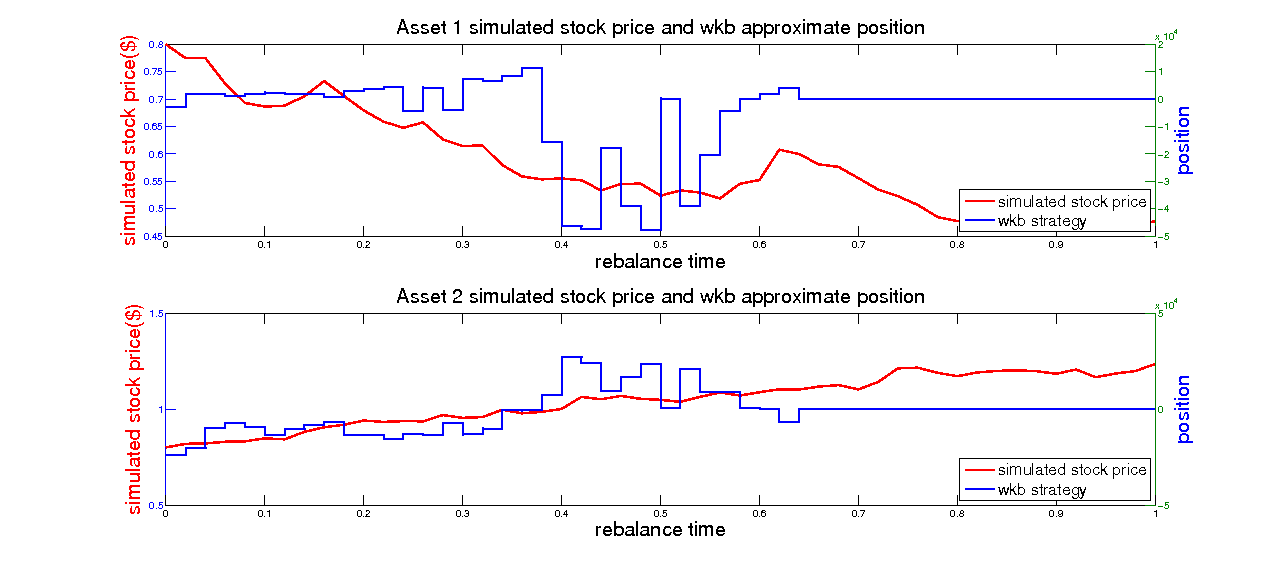 Asset 1 simulated stock price and wkb approximate position
x 10^4
simulated stock price($)
0.8
0.75
0.7
0.65
0.6
0.55
0.5
0.45
2
1
0
-1
-2
-3
-4
-5
position
simulated stock price
wkb strategy
0 0.1 0.2 0.3 0.4 0.5 0.6 0.7 0.8 0.9 1
rebalance time
Asset 2 simulated stock price and wkb approximate position
x 10^4
simulated stock price($)
1.5
1
0.5
5
0
-5
position
simulated stock price
wkb strategy
0 0.1 0.2 0.3 0.4 0.5 0.6 0.7 0.8 0.9 1
rebalance time